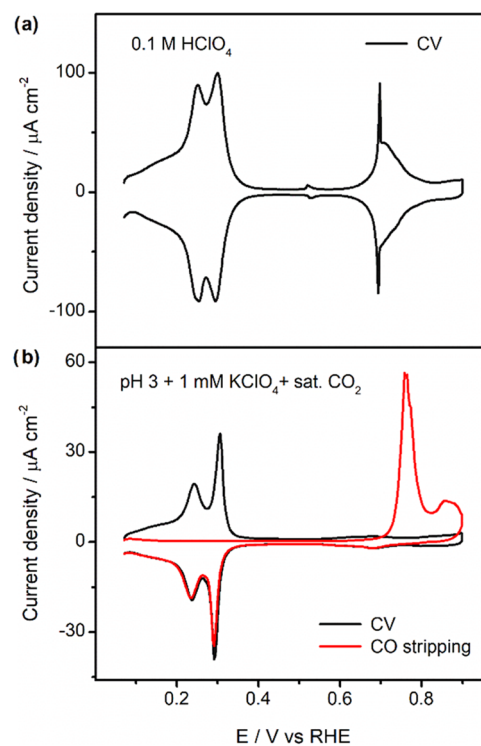 (a)
0.1 M HClO₄
CV
Current density / μA cm⁻²
100
0
-100
(b)
pH 3 + 1 mM KClO₄+ sat. CO₂
Current density / μA cm⁻²
60
30
0
-30
CV
CO stripping
0.2 0.4 0.6 0.8
E / V vs RHE